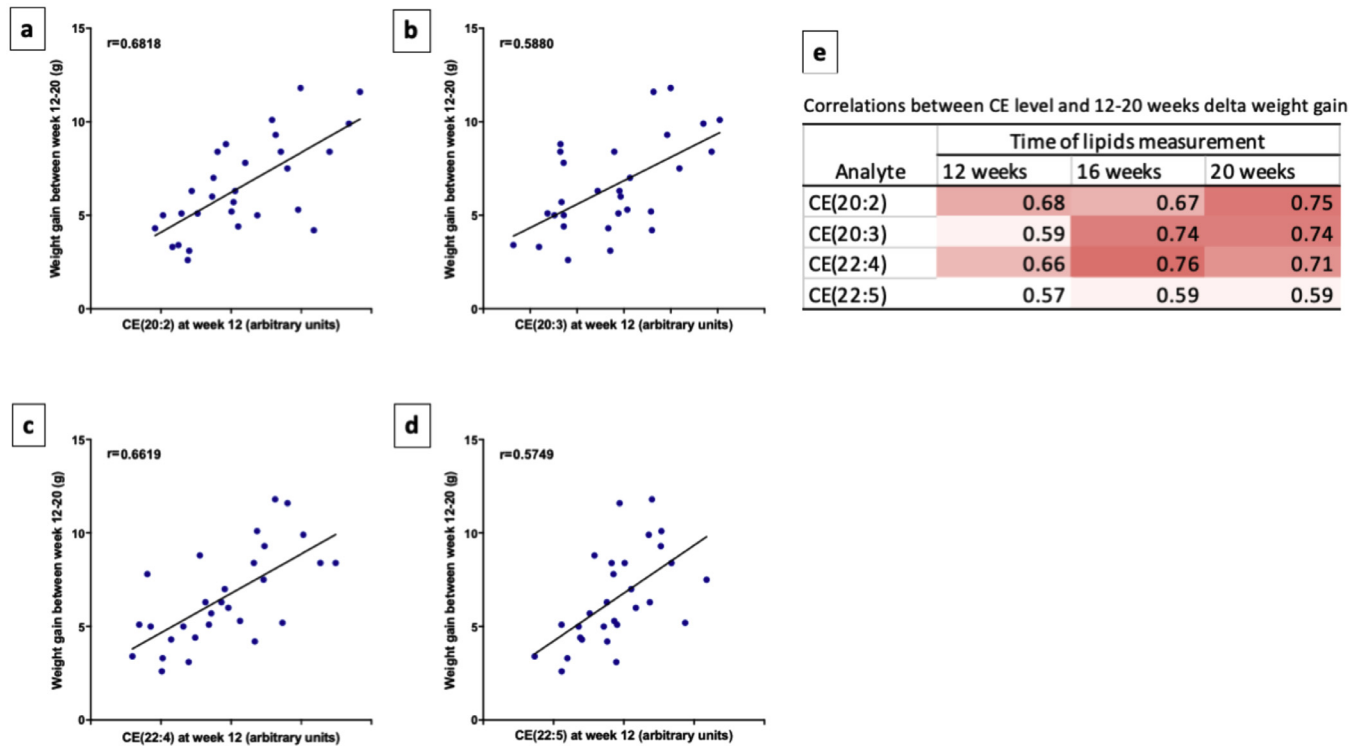 a
r=0.6818
Weight gain between week 12-20 (g)
15
10
5
0
CE(20:2) at week 12 (arbitrary units)
b
r=0.5880
Weight gain between week 12-20 (g)
15
10
5
0
CE(20:3) at week 12 (arbitrary units)
e
Correlations between CE level and 12-20 weeks delta weight gain
Time of lipids measurement
Analyte 12 weeks 16 weeks 20 weeks
CE(20:2) 0.68 0.67 0.75
CE(20:3) 0.59 0.74 0.74
CE(22:4) 0.66 0.76 0.71
CE(22:5) 0.57 0.59 0.59
c
r=0.6619
Weight gain between week 12-20 (g)
15
10
5
0
CE(22:4) at week 12 (arbitrary units)
d
r=0.5749
Weight gain between week 12-20 (g)
15
10
5
0
CE(22:5) at week 12 (arbitrary units)